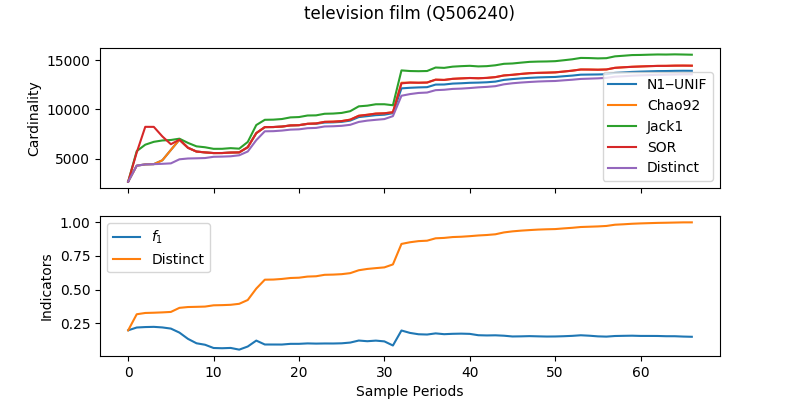 television film (Q506240)
15000
10000
5000
Cardinality
N1−UNIF
Chao92
Jack1
SOR
Distinct
1.00
0.75
0.50
0.25
Indicators
f₁
Distinct
0 10 20 30 40 50 60
Sample Periods